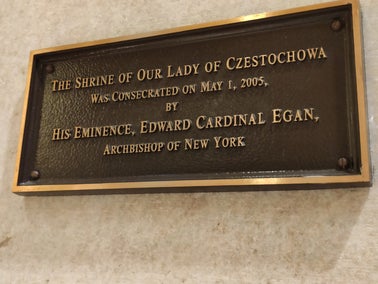 The Shrine of Our Lady of Czestochowa
Was Consecrated on May 1, 2005,
by
His Eminence, Edward Cardinal Egan,
Archbishop of New York